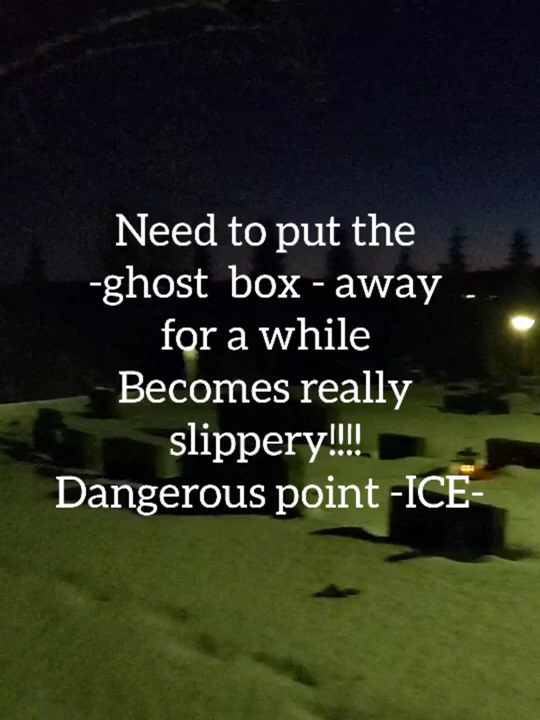 Need to put the
-ghost  box - away
for a while
Becomes really
slippery!!!!
Dangerous point -ICE-